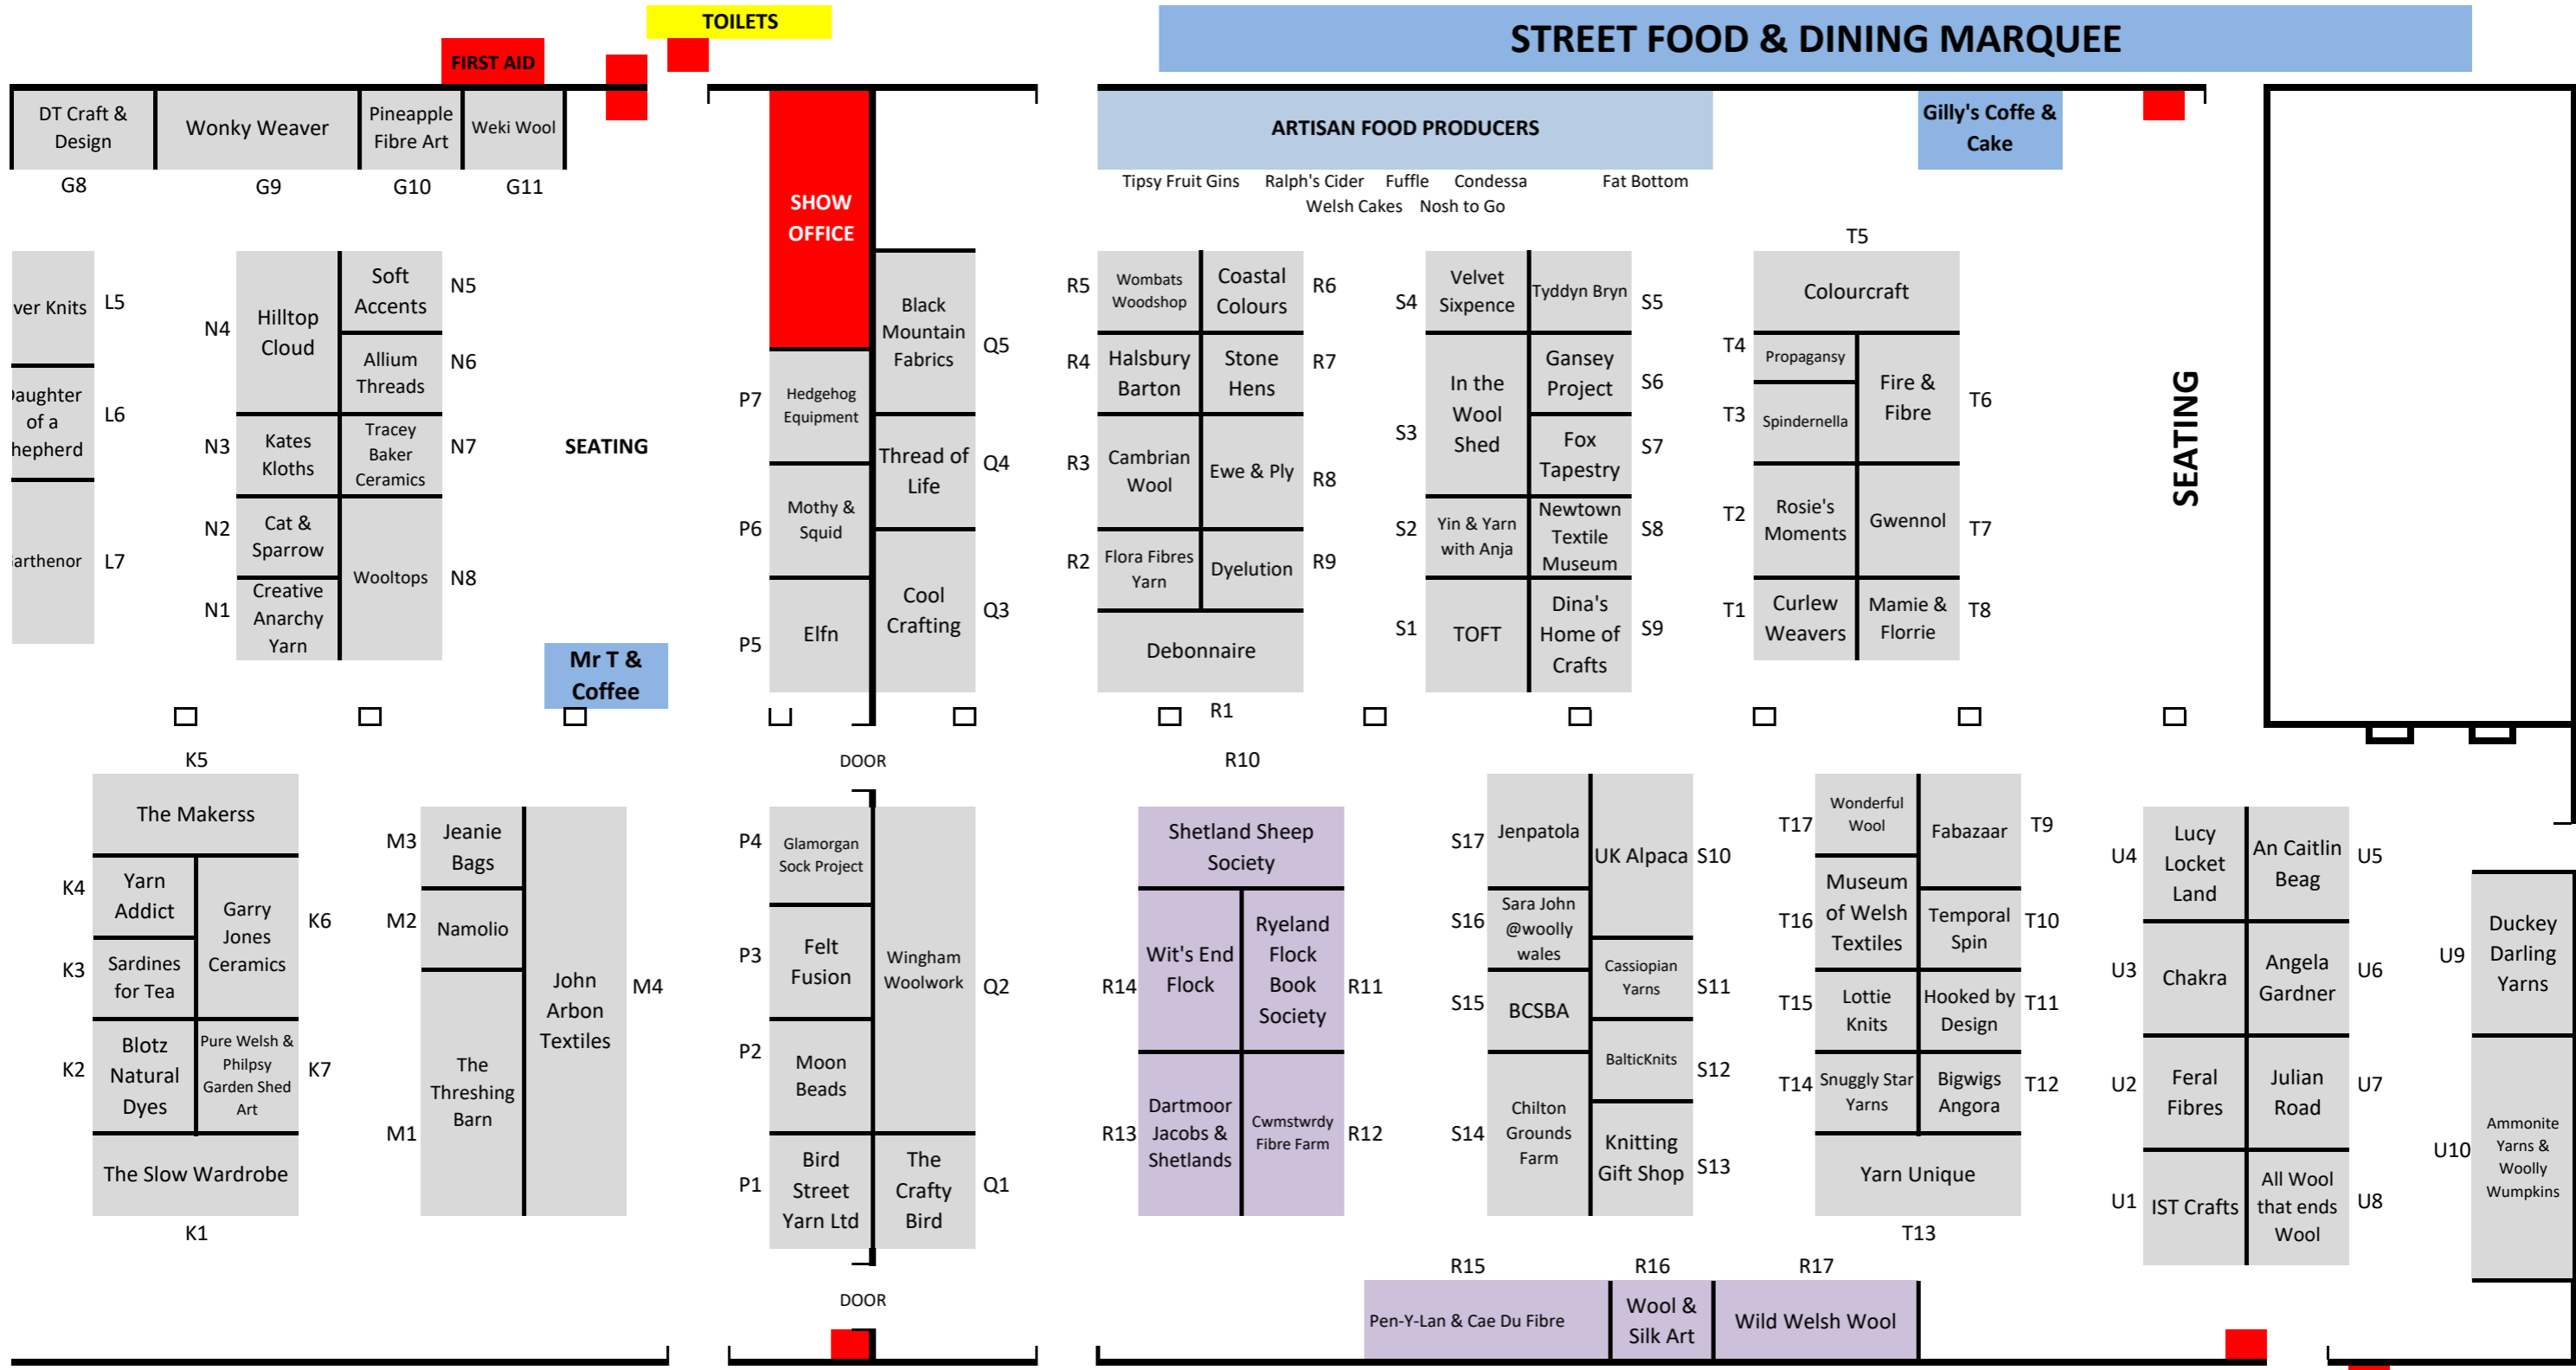 TOILETS
STREET FOOD & DINING MARQUEE
FIRST AID
DT Craft &
Design
Wonky Weaver
Pineapple
Fibre Art
Weki Wool
G8
G9
G10
G11
SHOW
OFFICE
ARTISAN FOOD PRODUCERS
Gilly's Coffe &
Cake
Tipsy Fruit Gins
Ralph's Cider
Fuffle
Condessa
Fat Bottom
Welsh Cakes
Nosh to Go
ver Knits
L5
aughter
of a
hepherd
L6
arthenor
L7
N4
Hilltop
Cloud
N3
Kates
Kloths
N2
Cat &
Sparrow
N1
Creative
Anarchy
Yarn
Soft
Accents
N5
Allium
Threads
N6
Tracey
Baker
Ceramics
N7
Wooltops
N8
SEATING
Mr T &
Coffee
P7
Hedgehog
Equipment
P6
Mothy &
Squid
P5
Elfn
Black
Mountain
Fabrics
Q5
Thread of
Life
Q4
Cool
Crafting
Q3
R5
Wombats
Woodshop
R4
Halsbury
Barton
R3
Cambrian
Wool
R2
Flora Fibres
Yarn
Coastal
Colours
R6
Stone
Hens
R7
Ewe & Ply
R8
Dyelution
R9
Debonnaire
R1
S4
Velvet
Sixpence
S3
In the
Wool
Shed
S2
Yin & Yarn
with Anja
S1
TOFT
Tyddyn Bryn
S5
Gansey
Project
S6
Fox
Tapestry
S7
Newtown
Textile
Museum
S8
Dina's
Home of
Crafts
S9
T5
Colourcraft
T4
Propagansy
T3
Spindernella
T2
Rosie's
Moments
T1
Curlew
Weavers
Fire &
Fibre
T6
Gwennol
T7
Mamie &
Florrie
T8
SEATING
K5
The Makerss
K4
Yarn
Addict
K3
Sardines
for Tea
K2
Blotz
Natural
Dyes
Garry
Jones
Ceramics
K6
Pure Welsh &
Philpsy
Garden Shed
Art
K7
The Slow Wardrobe
K1
M3
Jeanie
Bags
M2
Namolio
M1
The
Threshing
Barn
John
Arbon
Textiles
M4
DOOR
P4
Glamorgan
Sock Project
P3
Felt
Fusion
P2
Moon
Beads
P1
Bird
Street
Yarn Ltd
Wingham
Woolwork
Q2
The
Crafty
Bird
Q1
DOOR
R10
Shetland Sheep
Society
R14
Wit's End
Flock
R13
Dartmoor
Jacobs &
Shetlands
Ryeland
Flock
Book
Society
R11
Cwmstwrdy
Fibre Farm
R12
S17
Jenpatola
S16
Sara John
@woolly
wales
S15
BCSBA
S14
Chilton
Grounds
Farm
UK Alpaca
S10
Cassiopian
Yarns
S11
BalticKnits
S12
Knitting
Gift Shop
S13
T17
Wonderful
Wool
T16
Museum
of Welsh
Textiles
T15
Lottie
Knits
T14
Snuggly Star
Yarns
Fabazaar
T9
Temporal
Spin
T10
Hooked by
Design
T11
Bigwigs
Angora
T12
Yarn Unique
T13
U4
Lucy
Locket
Land
U3
Chakra
U2
Feral
Fibres
U1
IST Crafts
An Caitlin
Beag
U5
Angela
Gardner
U6
Julian
Road
U7
All Wool
that ends
Wool
U8
U9
Duckey
Darling
Yarns
U10
Ammonite
Yarns &
Woolly
Wumpkins
R15
R16
R17
Pen-Y-Lan & Cae Du Fibre
Wool &
Silk Art
Wild Welsh Wool